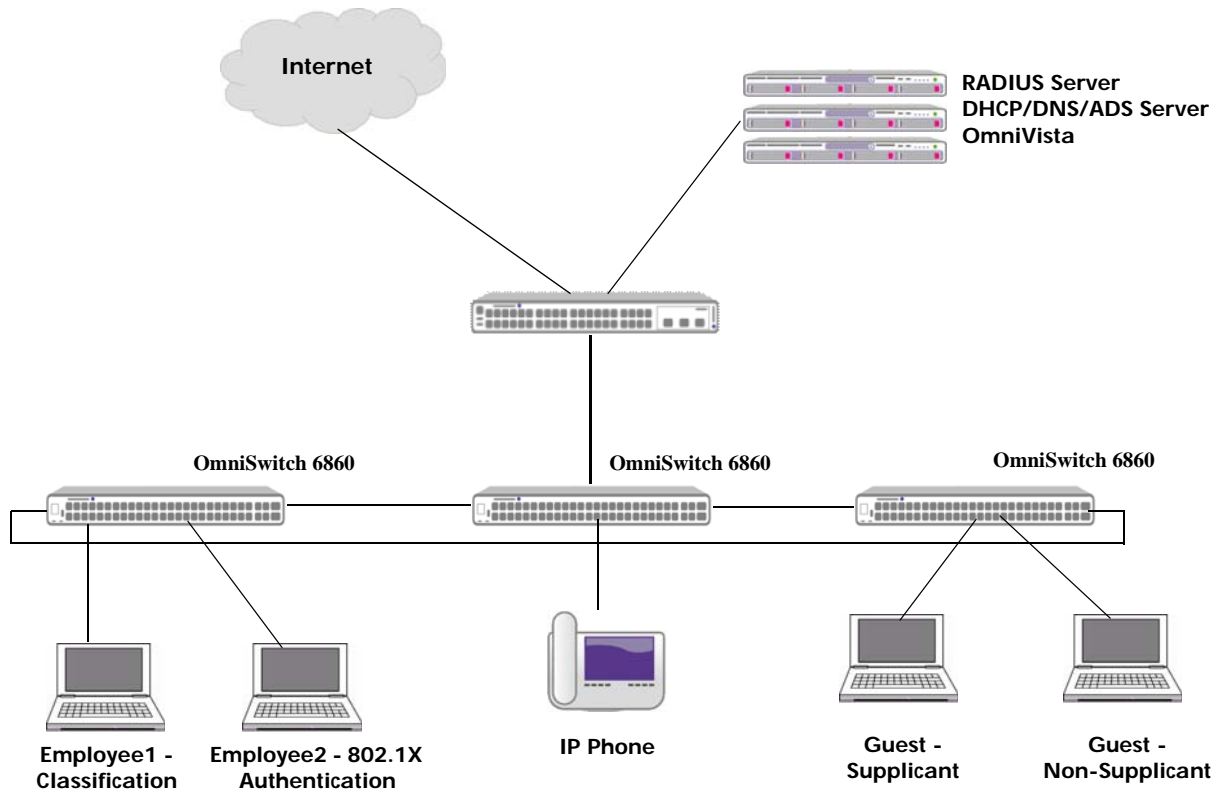 Internet
RADIUS Server
DHCP/DNS/ADS Server
OmniVista
OmniSwitch 6860
OmniSwitch 6860
OmniSwitch 6860
Employee1 -
Classification
Employee2 - 802.1X
Authentication
IP Phone
Guest -
Supplicant
Guest -
Non-Supplicant